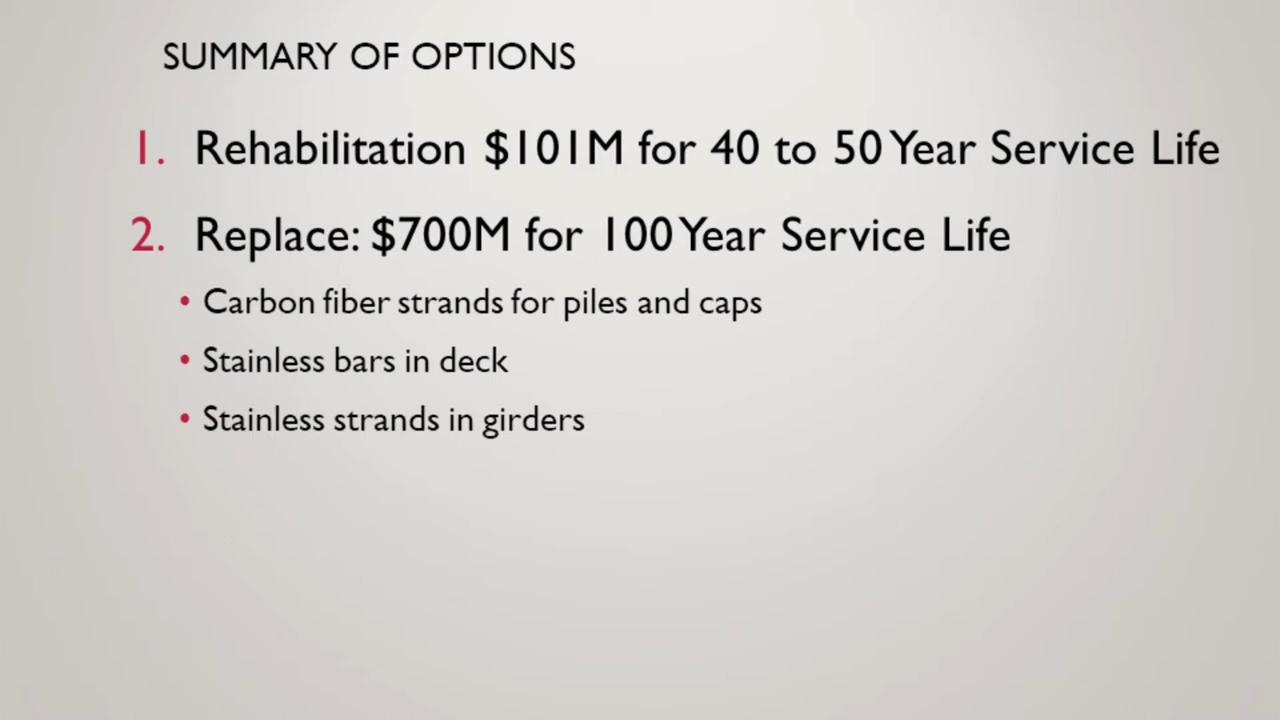 SUMMARY OF OPTIONS
1. Rehabilitation $101M for 40 to 50 Year Service Life
2. Replace: $700M for 100 Year Service Life
• Carbon fiber strands for piles and caps
• Stainless bars in deck
• Stainless strands in girders